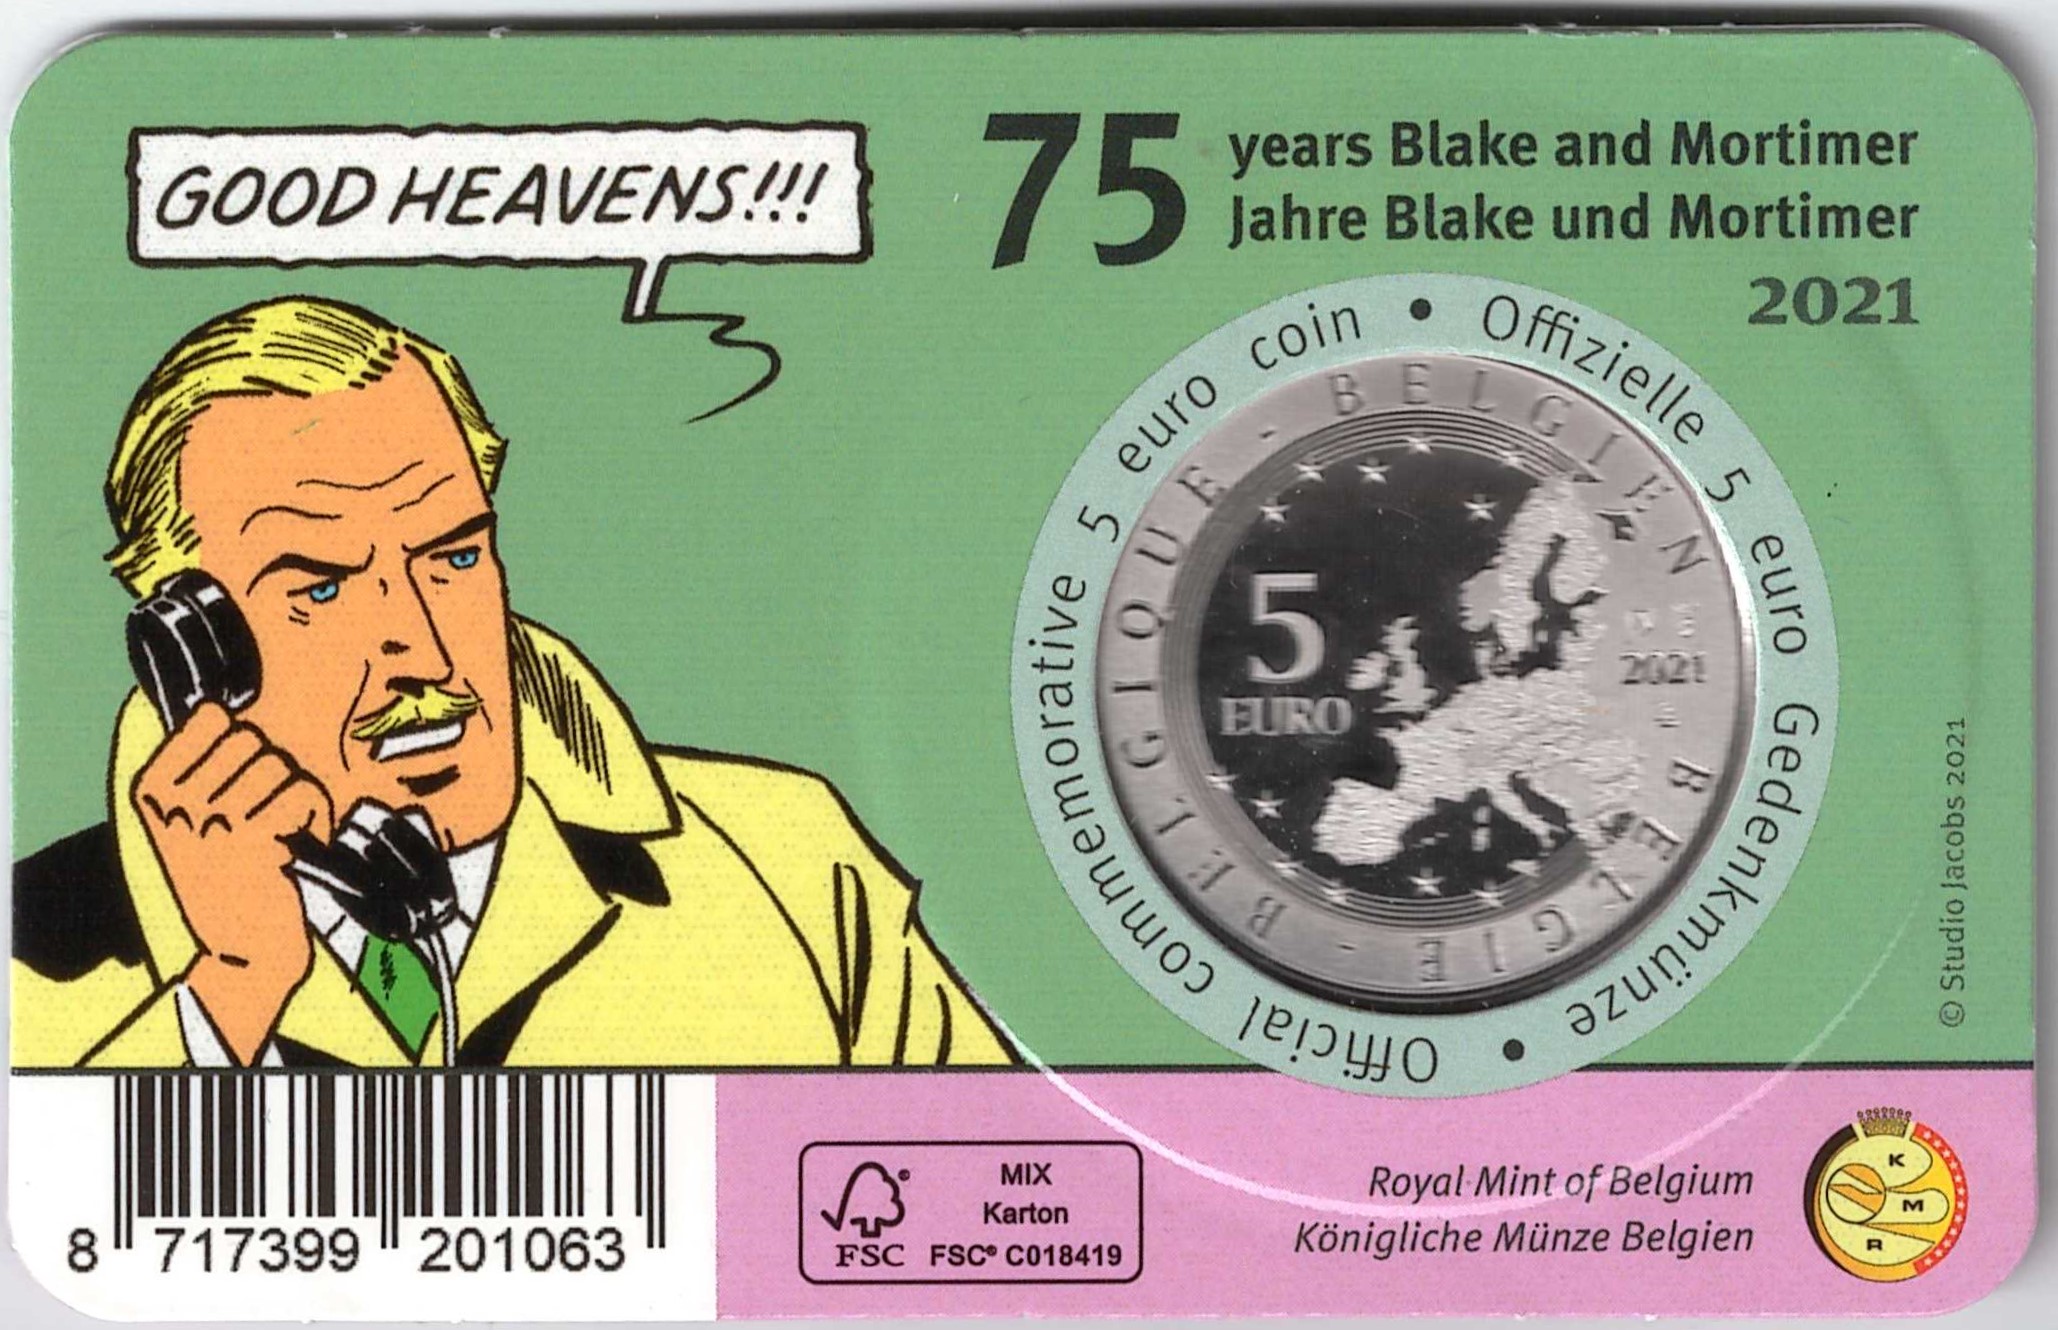 GOOD HEAVENS!!!
75
years Blake and Mortimer
Jahre Blake und Mortimer
2021
Official commemorative 5 euro coin • Offizielle 5 euro Gedenkmünze •
BELGIQUE - BELGIEN
BELGIE -
5
EURO
2021
© Studio Jacobs 2021
8 717399 201063
FSC®
MIX
Karton
FSC® C018419
Royal Mint of Belgium
Königliche Münze Belgien
K
M
R